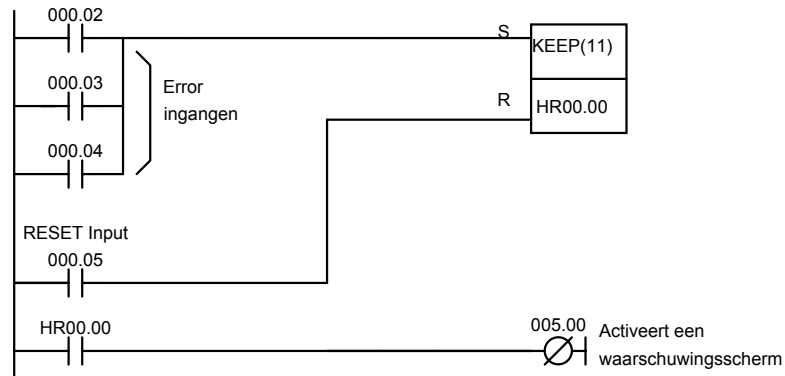 000.02
S
KEEP(11)
000.03
Error
ingangen
R
HR00.00
000.04
RESET Input
000.05
HR00.00
005.00
Activeert een
waarschuwingsscherm